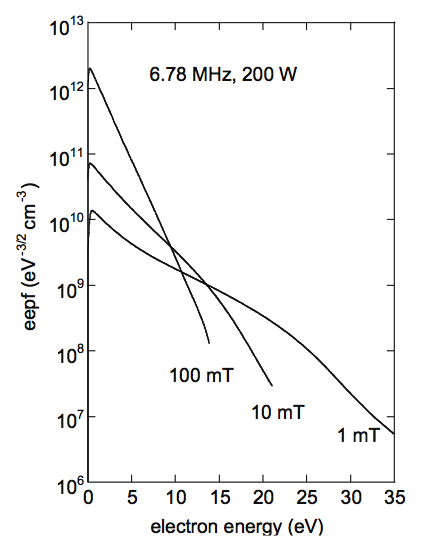 10^13
6.78 MHz, 200 W
10^12
10^11
10^10
10^9
10^8
10^7
10^6
eepf (eV^-3/2 cm^-3)
100 mT
10 mT
1 mT
0 5 10 15 20 25 30 35
electron energy (eV)